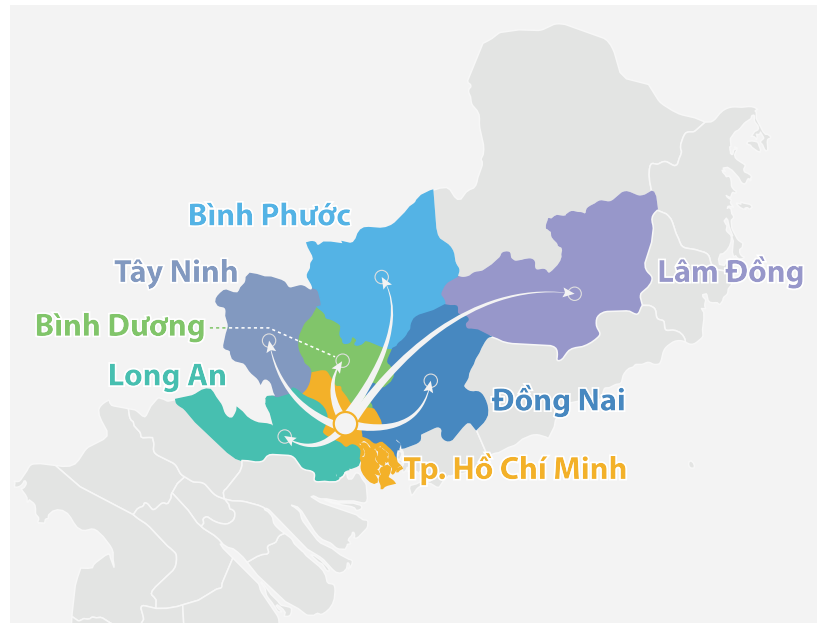 Bình Phước
Tây Ninh
Lâm Đồng
Bình Dương
Long An
Đồng Nai
Tp. Hồ Chí Minh